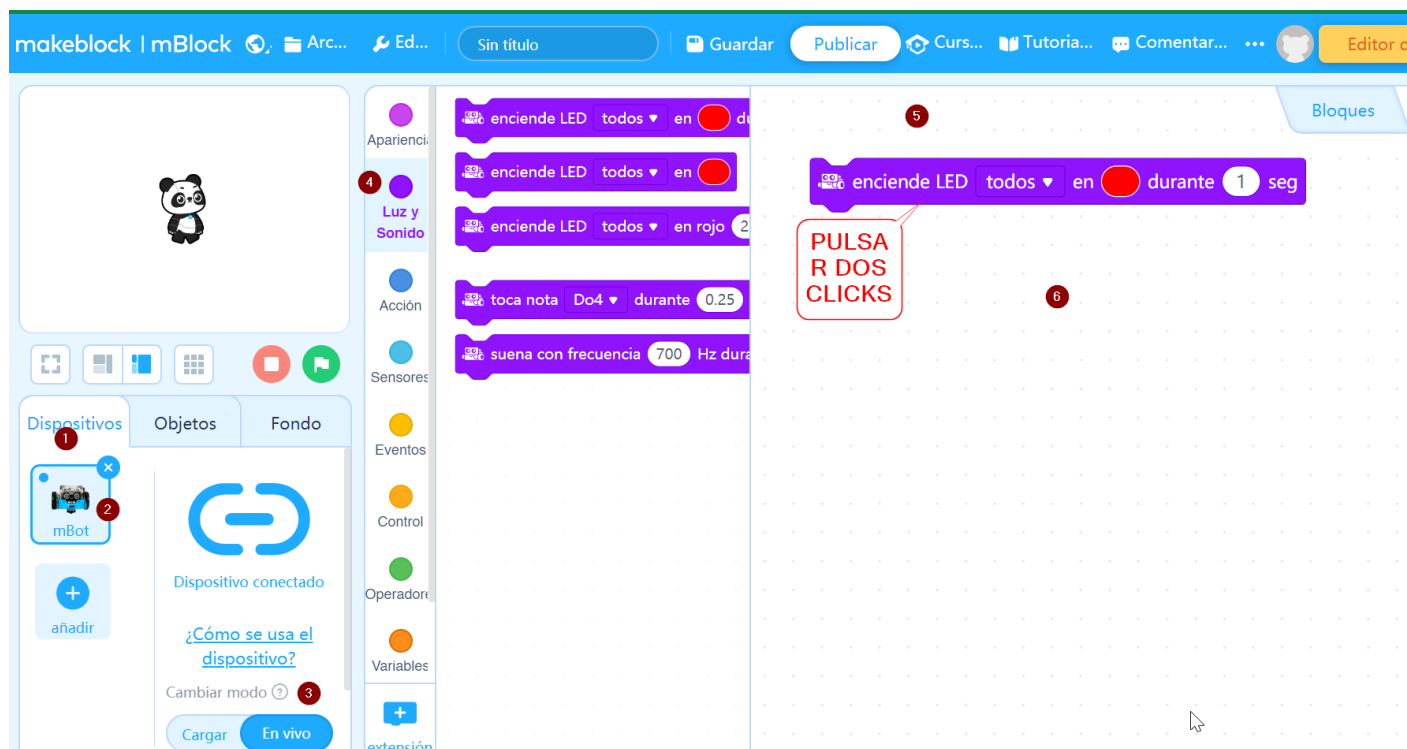 makeblock | mBlock Arc... Ed... Sin título Guardar Publicar Curs... Tutoria... Comentar... ... Editor d
Apariencia
4
Luz y
Sonido
Acción
Sensores
Eventos
Control
Operadore
Variables
+
extensión
enciende LED todos ▼ en du
enciende LED todos ▼ en
enciende LED todos ▼ en rojo 2
toca nota Do4 ▼ durante 0.25
suena con frecuencia 700 Hz dura
5
Bloques
enciende LED todos ▼ en durante 1 seg
PULSA
R DOS
CLICKS
6
Dispositivos Objetos Fondo
1
2
mBot
+
añadir
Dispositivo conectado
¿Cómo se usa el
dispositivo?
Cambiar modo ? 3
Cargar En vivo